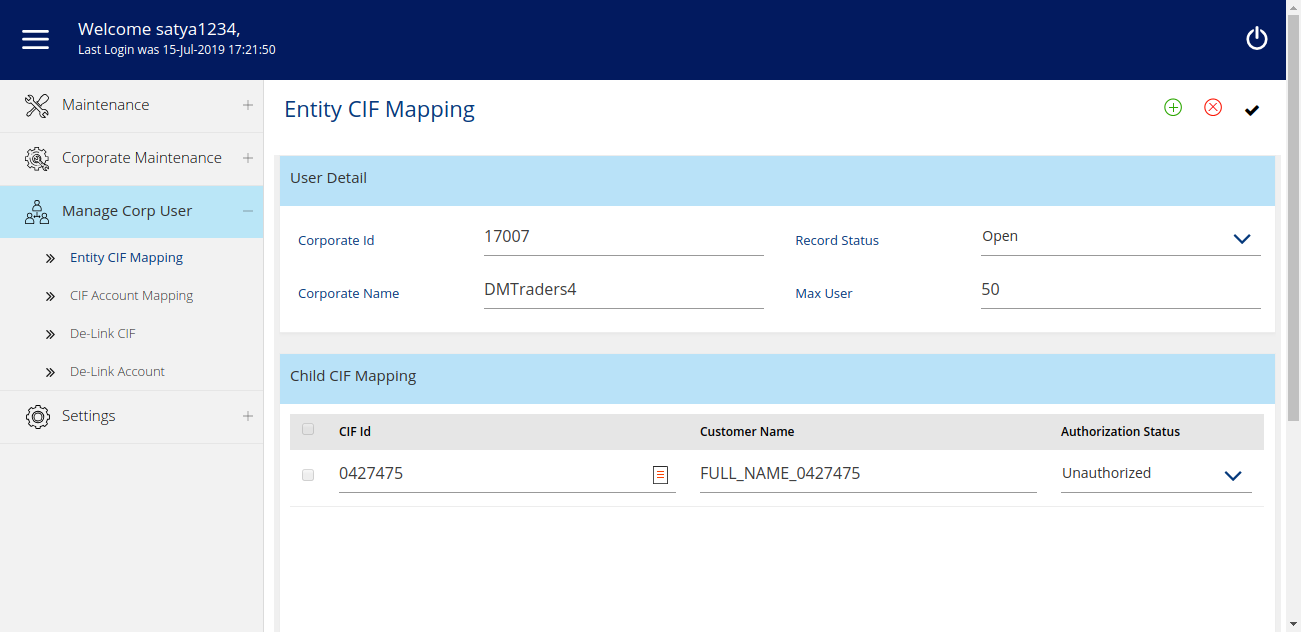 Welcome satya1234,
Last Login was 15-Jul-2019 17:21:50
Maintenance
Corporate Maintenance
Manage Corp User
Entity CIF Mapping
CIF Account Mapping
De-Link CIF
De-Link Account
Settings
Entity CIF Mapping
User Detail
Corporate Id 17007 Record Status Open
Corporate Name DMTraders4 Max User 50
Child CIF Mapping
CIF Id Customer Name Authorization Status
0427475 FULL_NAME_0427475 Unauthorized